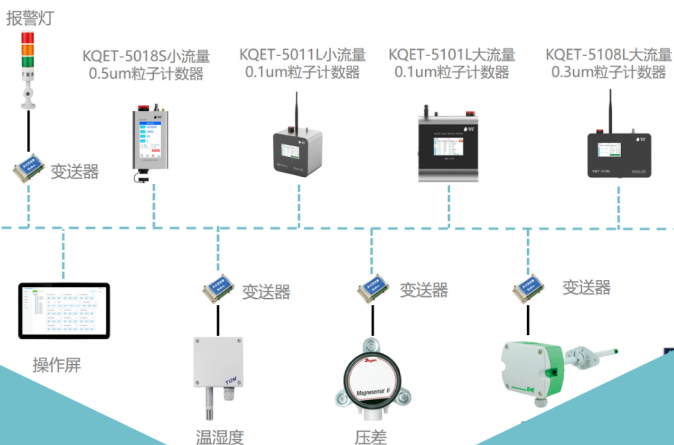 报警灯
KQET-5018S小流量
0.5um粒子计数器
KQET-5011L小流量
0.1um粒子计数器
KQET-5101L大流量
0.1um粒子计数器
KQET-5108L大流量
0.3um粒子计数器
变送器
变送器
变送器
变送器
操作屏
Magnesense II
温湿度
压差